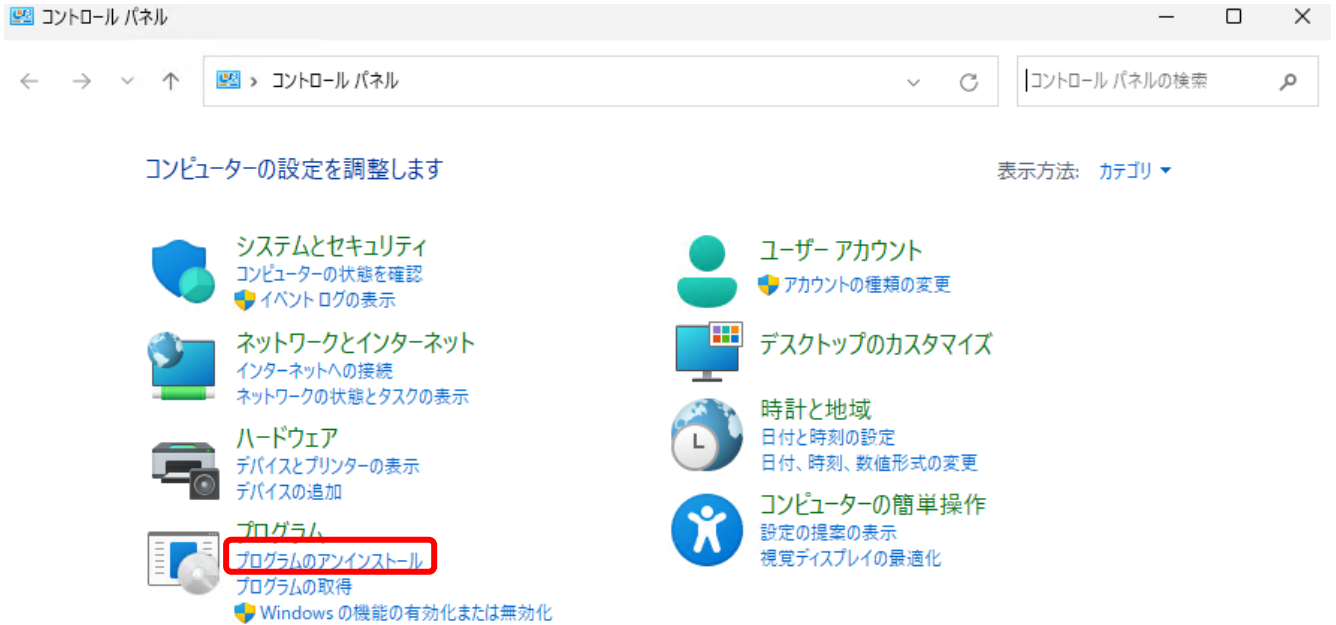 コントロール パネル
コントロール パネル
コントロール パネルの検索
コンピューターの設定を調整します
表示方法: カテゴリ
システムとセキュリティ
コンピューターの状態を確認
イベント ログの表示
ネットワークとインターネット
インターネットへの接続
ネットワークの状態とタスクの表示
ハードウェア
デバイスとプリンターの表示
デバイスの追加
プログラム
プログラムのアンインストール
プログラムの取得
Windows の機能の有効化または無効化
ユーザー アカウント
アカウントの種類の変更
デスクトップのカスタマイズ
時計と地域
日付と時刻の設定
日付、時刻、数値形式の変更
コンピューターの簡単操作
設定の提案の表示
視覚ディスプレイの最適化